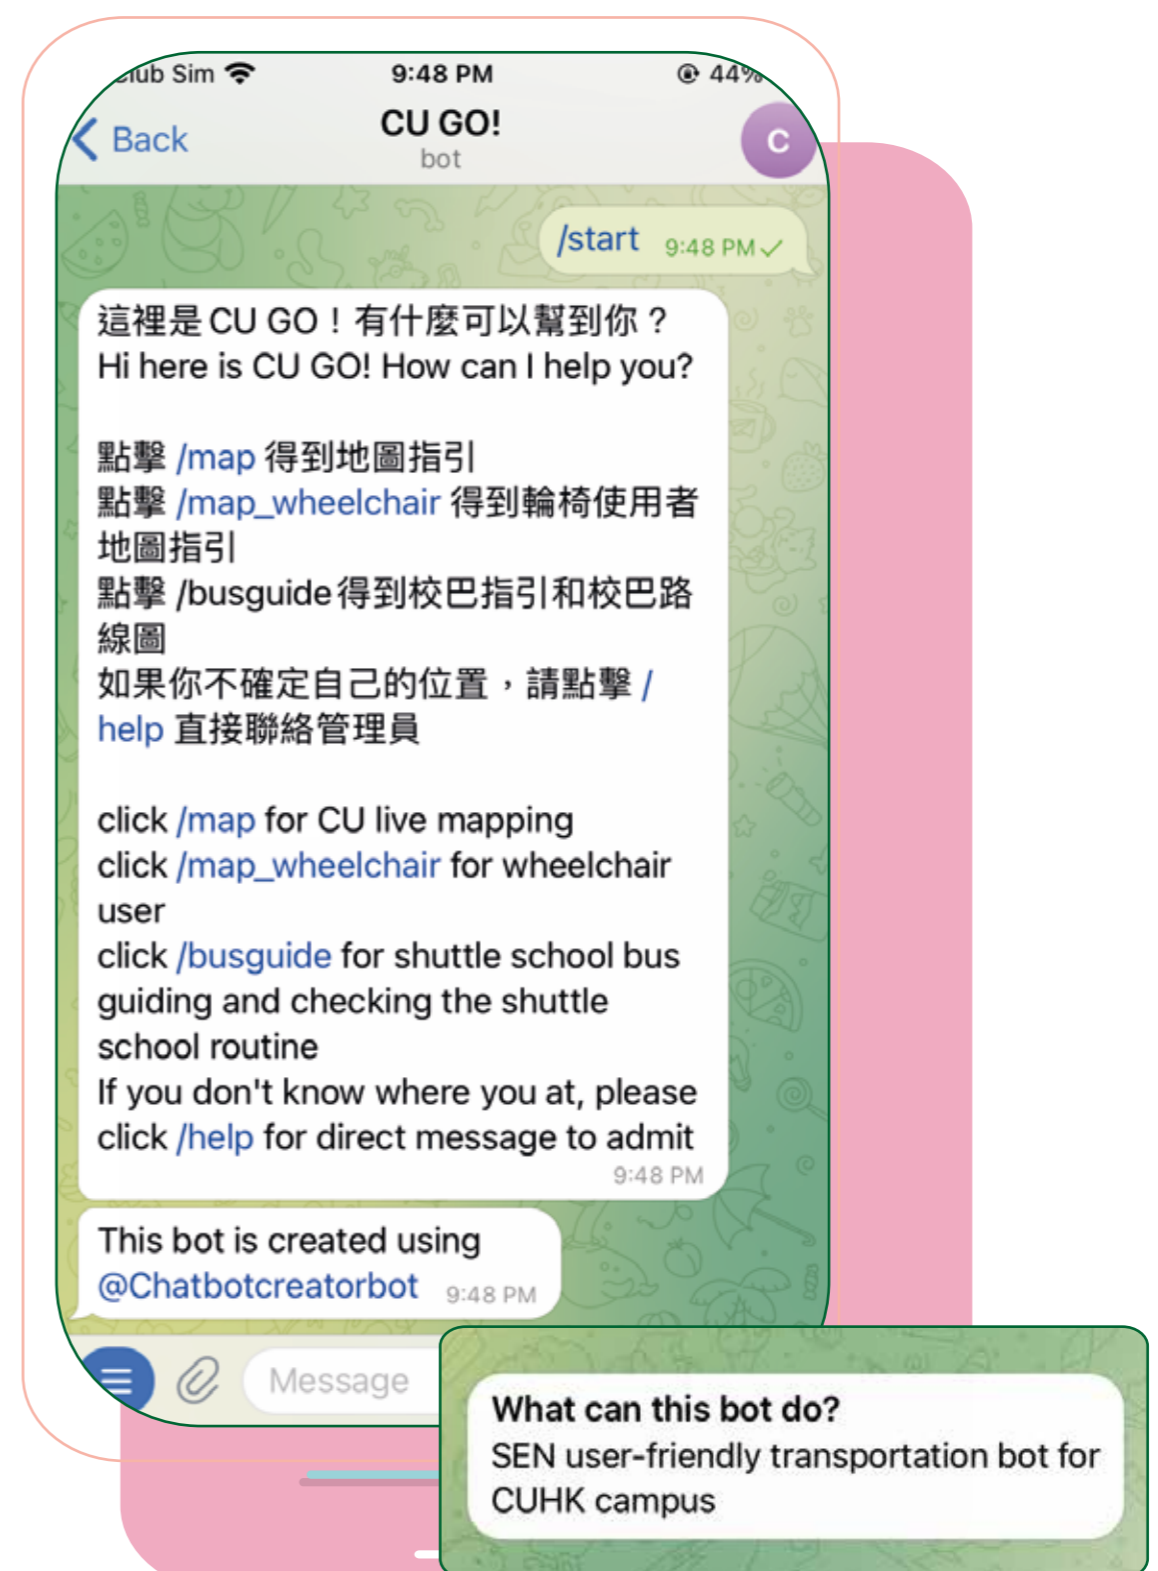 Club Sim
9:48 PM
44%
Back
CU GO!
bot
C
/start 9:48 PM
這裡是 CU GO！有什麼可以幫到你？
Hi here is CU GO! How can I help you?
點擊 /map 得到地圖指引
點擊 /map_wheelchair 得到輪椅使用者
地圖指引
點擊 /busguide得到校巴指引和校巴路
線圖
如果你不確定自己的位置，請點擊 /
help 直接聯絡管理員
click /map for CU live mapping
click /map_wheelchair for wheelchair
user
click /busguide for shuttle school bus
guiding and checking the shuttle
school routine
If you don't know where you at, please
click /help for direct message to admit
9:48 PM
This bot is created using
@Chatbotcreatorbot 9:48 PM
Message
What can this bot do?
SEN user-friendly transportation bot for
CUHK campus